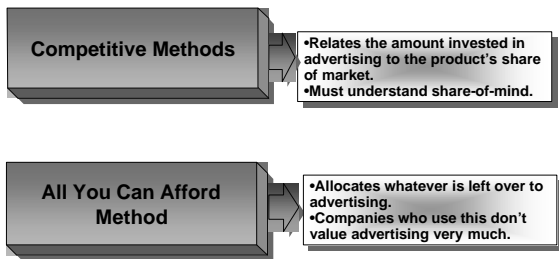 Competitive Methods
•Relates the amount invested in
advertising to the product's share
of market.
•Must understand share-of-mind.
All You Can Afford
Method
•Allocates whatever is left over to
advertising.
•Companies who use this don't
value advertising very much.